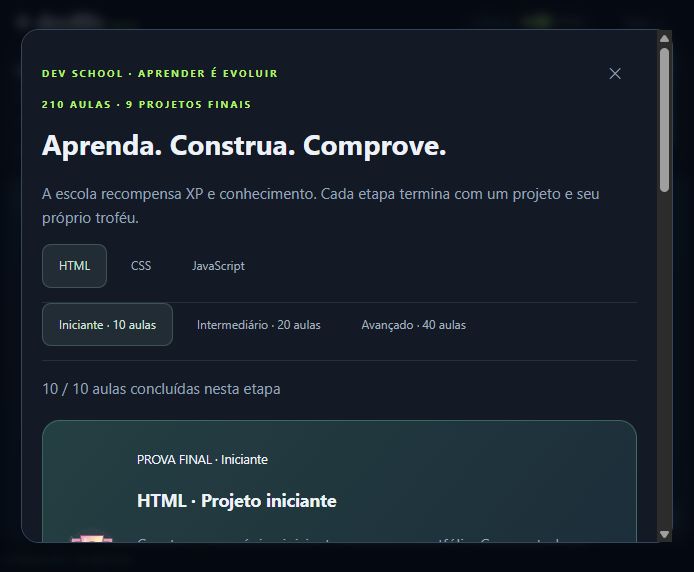 DEV SCHOOL · APRENDER É EVOLUIR
210 AULAS · 9 PROJETOS FINAIS
Aprenda. Construa. Comprove.
A escola recompensa XP e conhecimento. Cada etapa termina com um projeto e seu
próprio troféu.
HTML CSS JavaScript
Iniciante · 10 aulas Intermediário · 20 aulas Avançado · 40 aulas
10 / 10 aulas concluídas nesta etapa
PROVA FINAL · Iniciante
HTML · Projeto iniciante